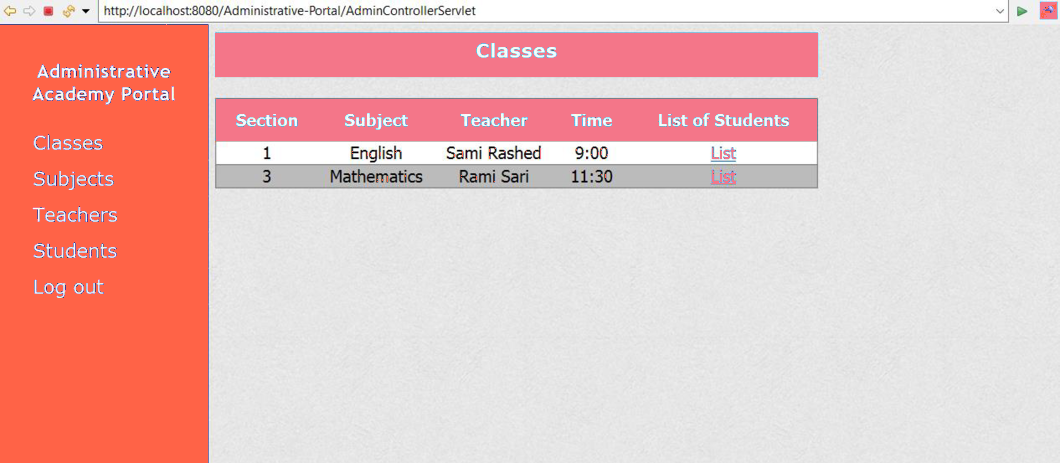 http://localhost:8080/Administrative-Portal/AdminControllerServlet
Administrative
Academy Portal
Classes
Subjects
Teachers
Students
Log out
Classes
Section Subject Teacher Time List of Students
1 English Sami Rashed 9:00 List
3 Mathematics Rami Sari 11:30 List